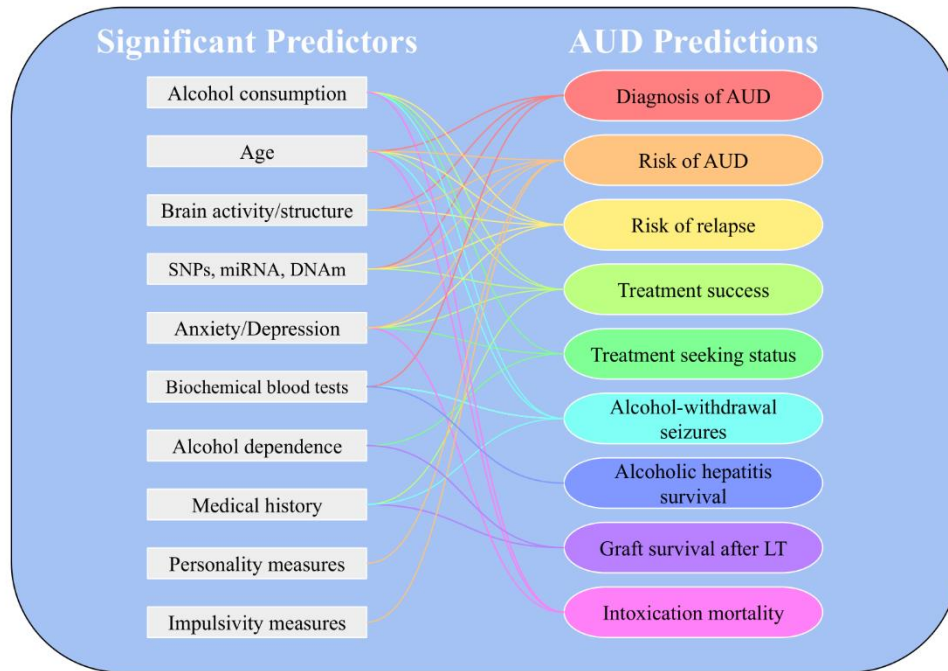 Significant Predictors
Alcohol consumption
Age
Brain activity/structure
SNPs, miRNA, DNAm
Anxiety/Depression
Biochemical blood tests
Alcohol dependence
Medical history
Personality measures
Impulsivity measures
AUD Predictions
Diagnosis of AUD
Risk of AUD
Risk of relapse
Treatment success
Treatment seeking status
Alcohol-withdrawal
seizures
Alcoholic hepatitis
survival
Graft survival after LT
Intoxication mortality